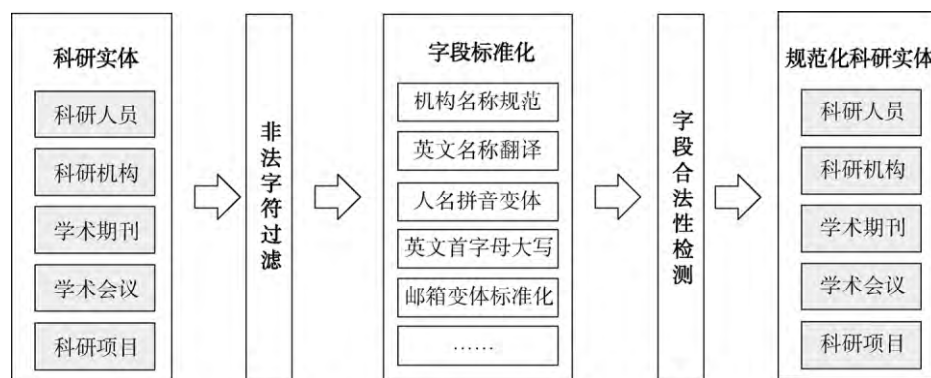 科研实体
科研人员
科研机构
学术期刊
学术会议
科研项目
非法字符过滤
字段标准化
机构名称规范
英文名称翻译
人名拼音变体
英文首字母大写
邮箱变体标准化
……
字段合法性检测
规范化科研实体
科研人员
科研机构
学术期刊
学术会议
科研项目